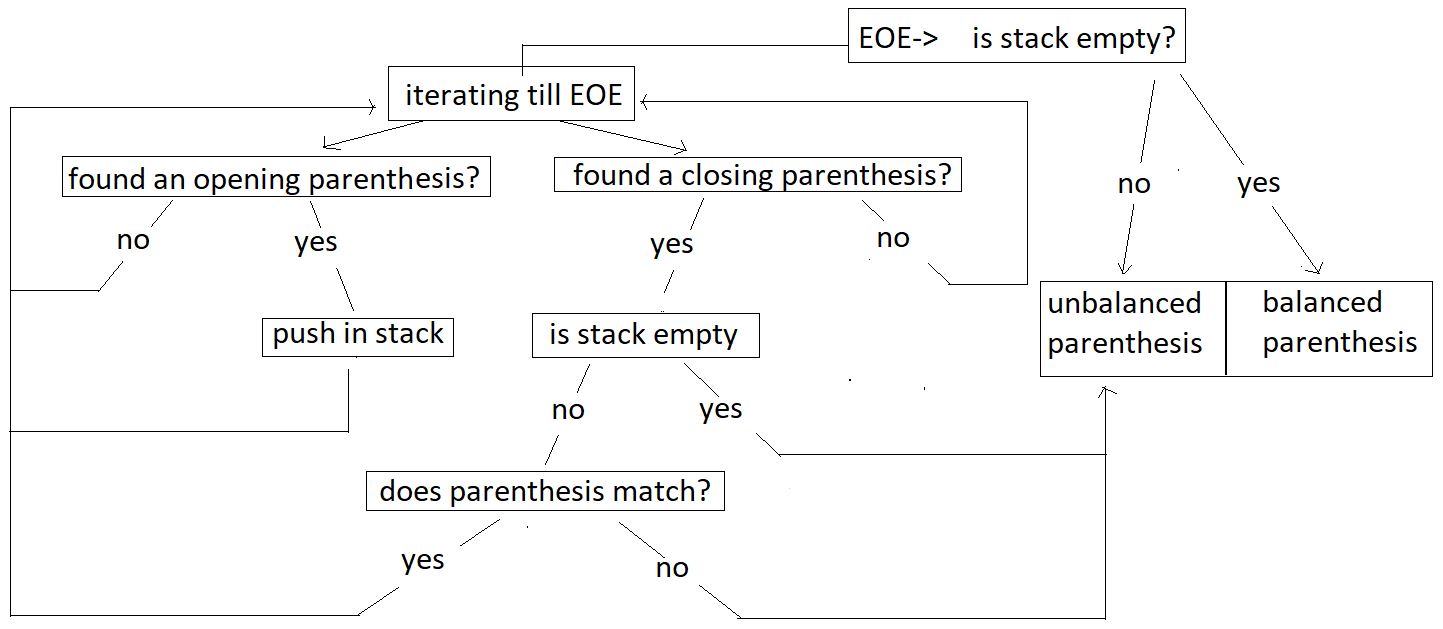 EOE-> is stack empty?
iterating till EOE
found an opening parenthesis?
found a closing parenthesis?
no
yes
no
yes
yes
no
unbalanced
parenthesis
balanced
parenthesis
push in stack
is stack empty
no
yes
does parenthesis match?
yes
no